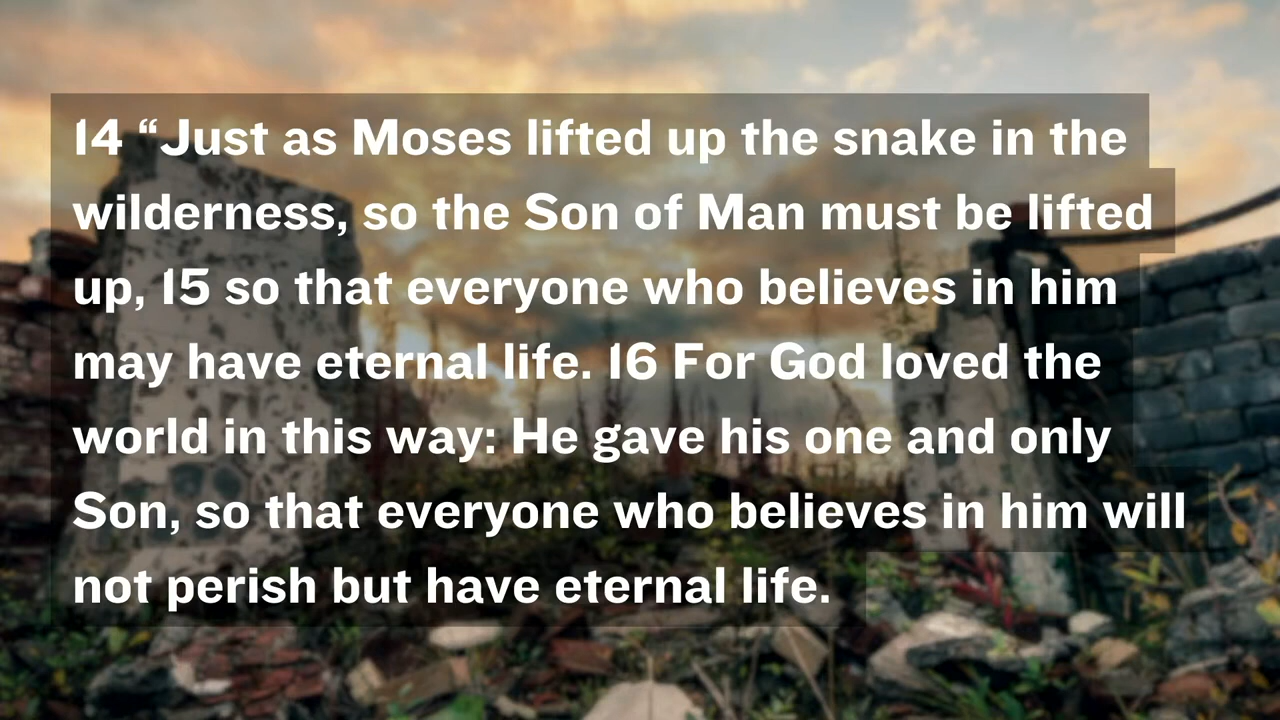 14 “Just as Moses lifted up the snake in the
wilderness, so the Son of Man must be lifted
up, 15 so that everyone who believes in him
may have eternal life. 16 For God loved the
world in this way: He gave his one and only
Son, so that everyone who believes in him will
not perish but have eternal life.